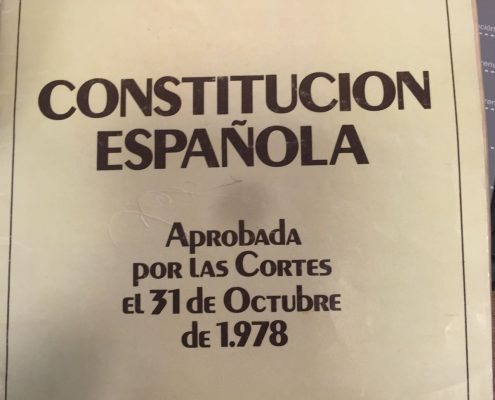 CONSTITUCION
ESPAÑOLA
Aprobada
por las Cortes
el 31 de Octubre
de 1.978